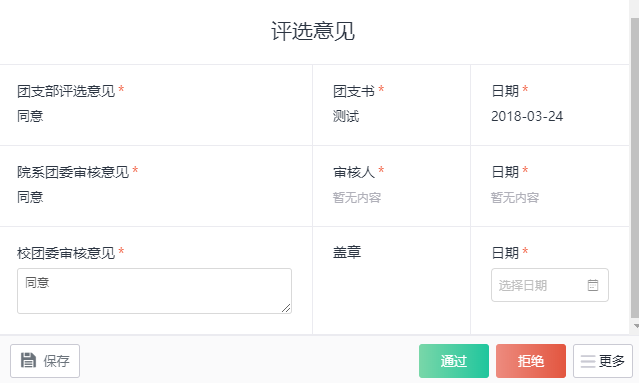 评选意见
团支部评选意见 *
同意
团支书 *
测试
日期 *
2018-03-24
院系团委审核意见 *
同意
审核人 *
暂无内容
日期 *
暂无内容
校团委审核意见 *
同意
盖章
日期 *
选择日期
保存
通过
拒绝
更多